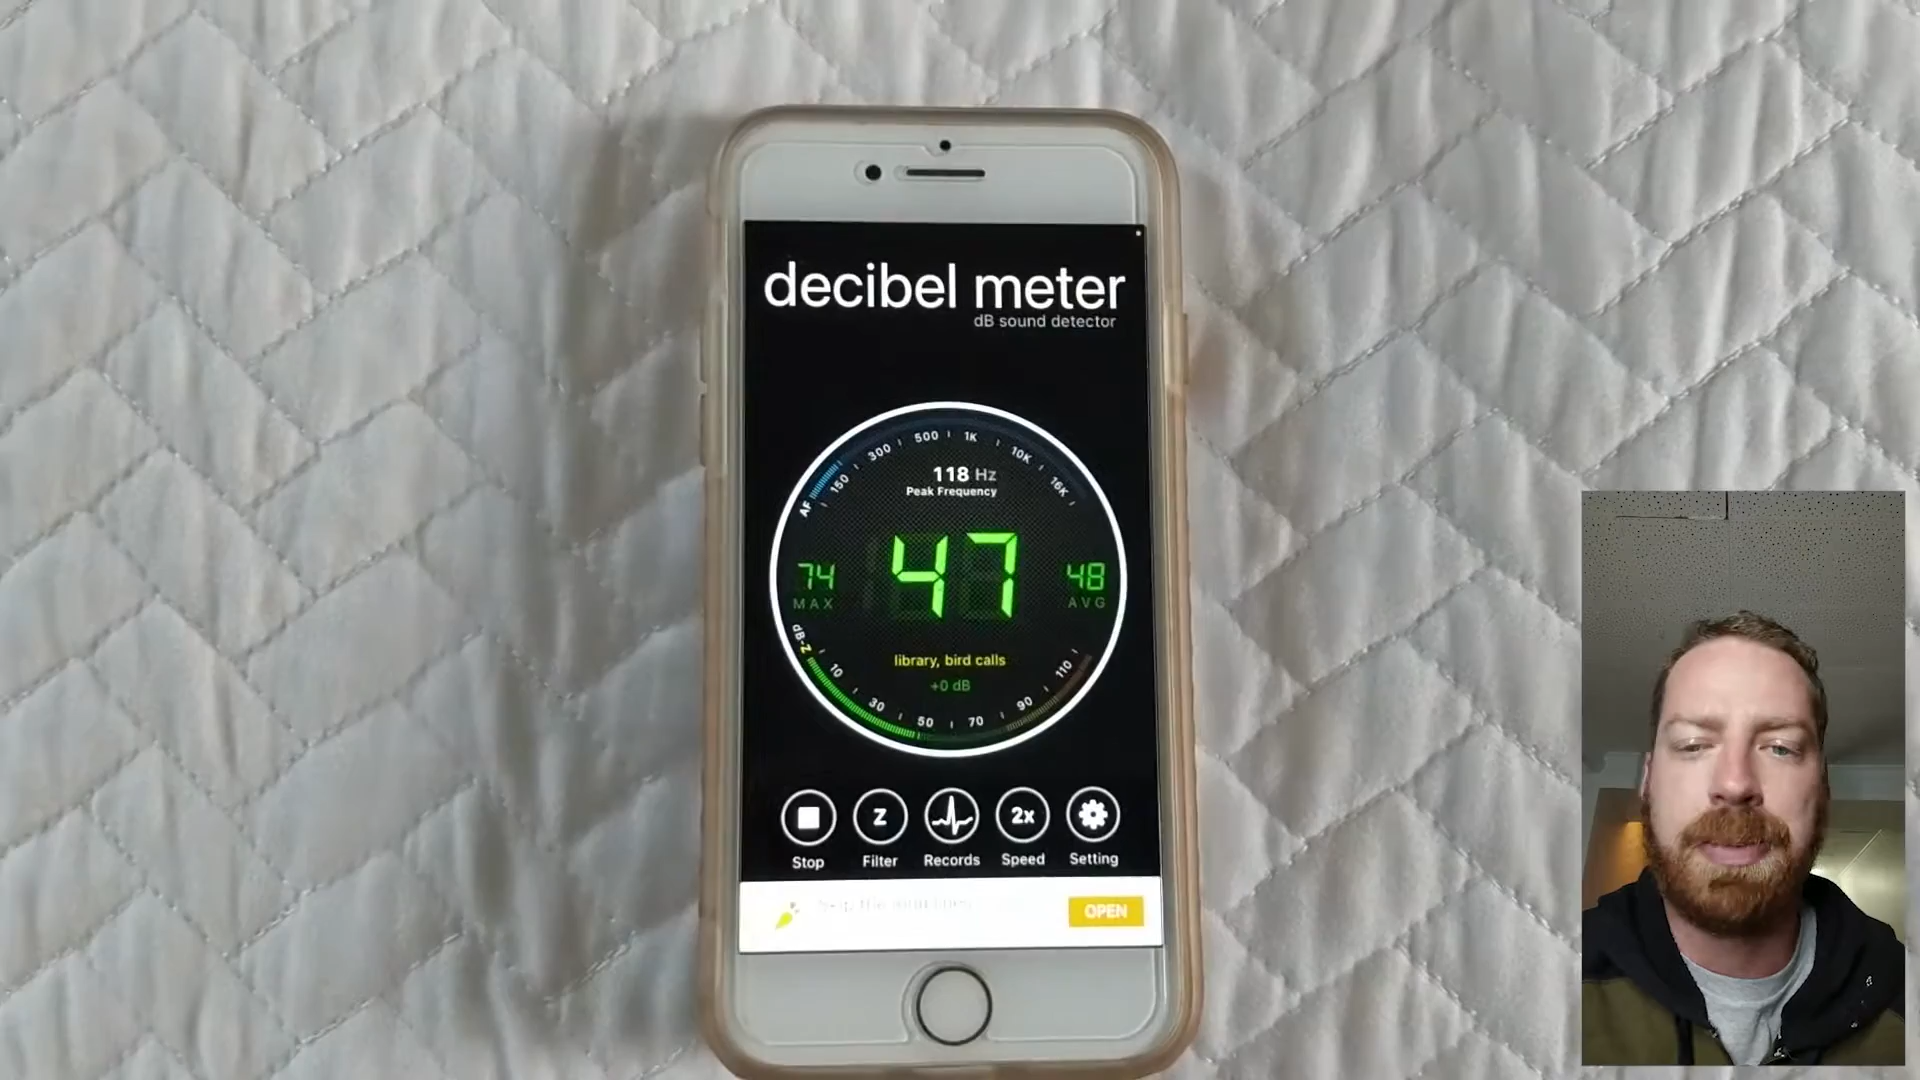 decibel meter
dB sound detector
AF 150 300 500 1K 10K 16K
118 Hz
Peak Frequency
74
MAX
47
48
AVG
library, bird calls
+0 dB
dB-Z 10 30 50 70 90 110
Z
2x
Stop
Filter
Records
Speed
Setting
OPEN